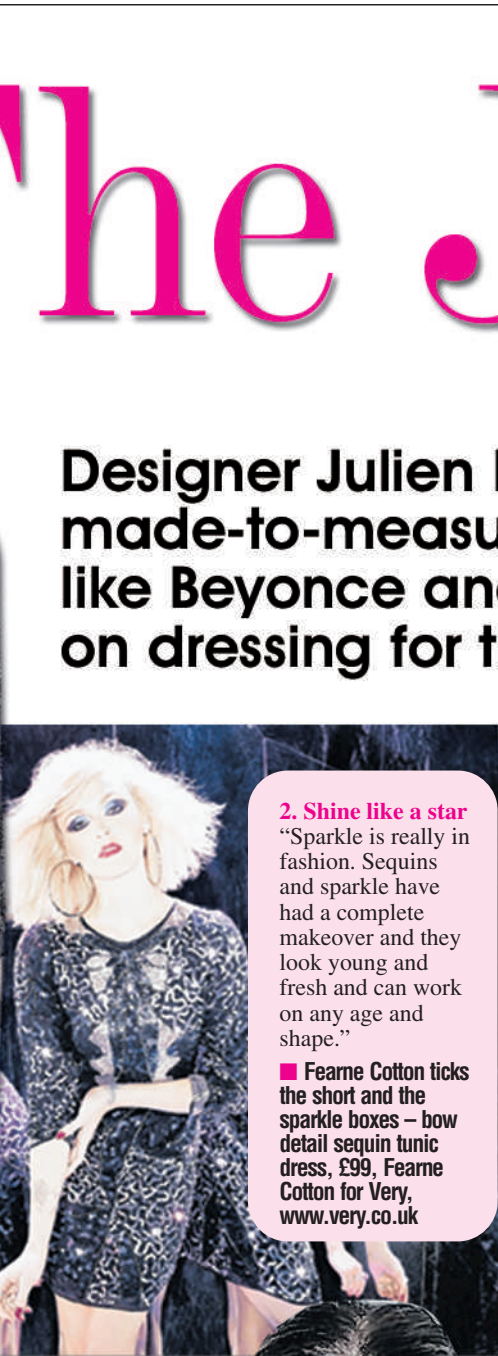 The J
Designer Julien
made-to-measu
like Beyonce an
on dressing for t
2. Shine like a star
“Sparkle is really in
fashion. Sequins
and sparkle have
had a complete
makeover and they
look young and
fresh and can work
on any age and
shape.”
■ Fearne Cotton ticks
the short and the
sparkle boxes – bow
detail sequin tunic
dress, £99, Fearne
Cotton for Very,
www.very.co.uk